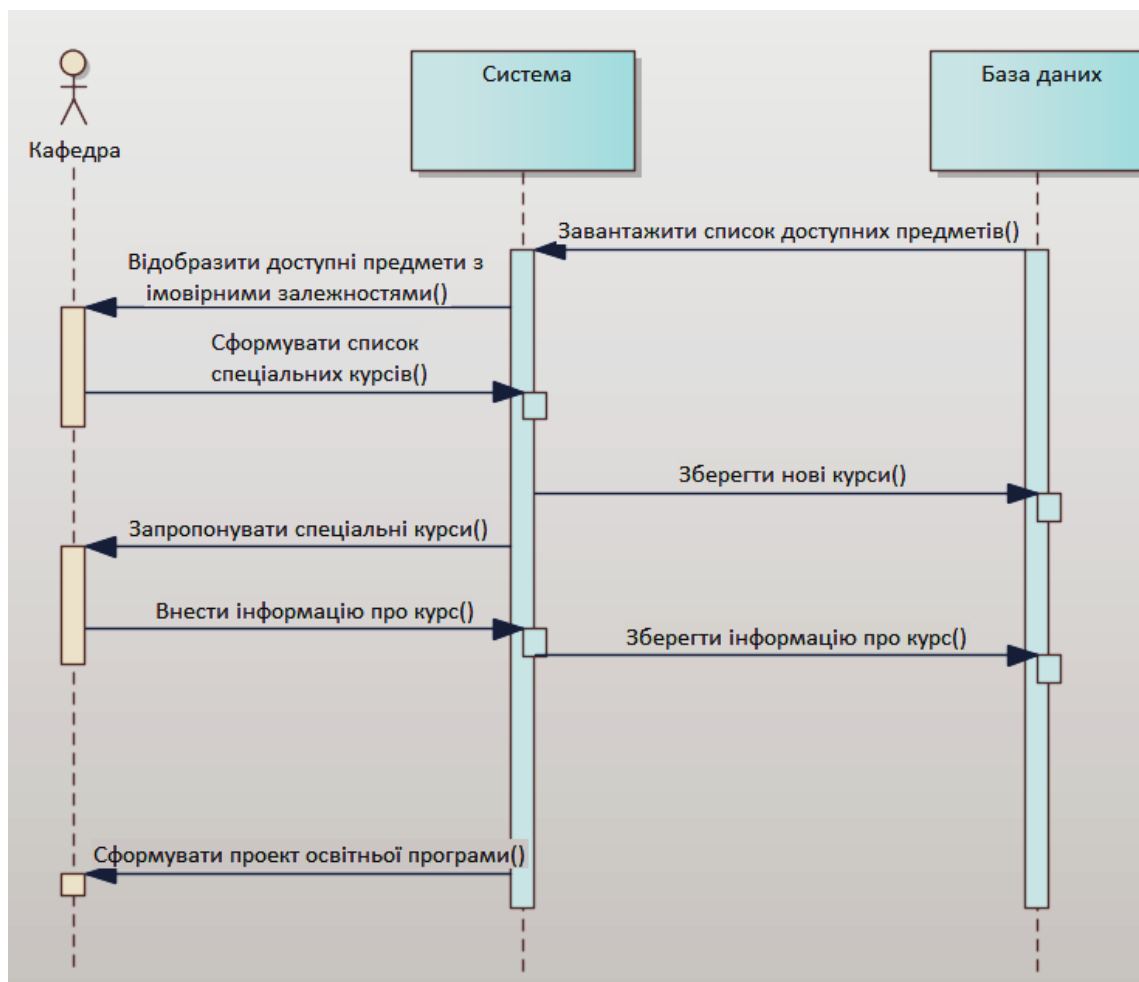 Система
База даних
Кафедра
Завантажити список доступних предметів()
Відобразити доступні предмети з
імовірними залежностями()
Сформувати список
спеціальних курсів()
Зберегти нові курси()
Запропонувати спеціальні курси()
Внести інформацію про курс()
Зберегти інформацію про курс()
Сформувати проект освітньої програми()